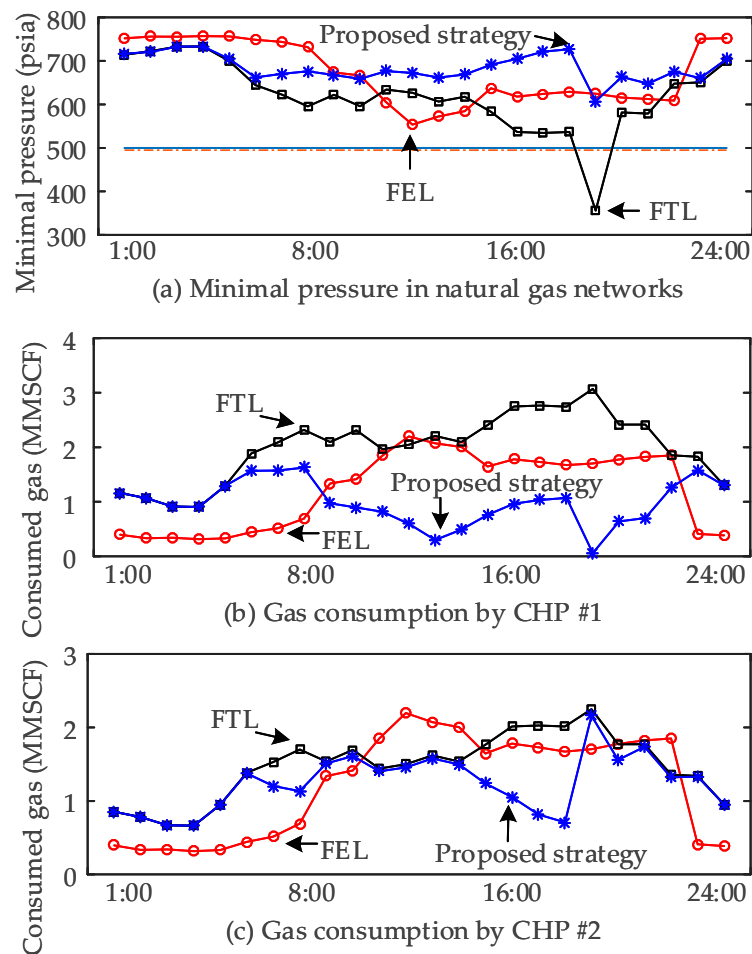 Minimal pressure (psia)
800
700
600
500
400
300
Proposed strategy
FEL
FTL
1:00 8:00 16:00 24:00
(a) Minimal pressure in natural gas networks
Consumed gas (MMSCF)
4
3
2
1
0
FTL
Proposed strategy
FEL
1:00 8:00 16:00 24:00
(b) Gas consumption by CHP #1
Consumed gas (MMSCF)
3
2
1
0
FTL
FEL
Proposed strategy
1:00 8:00 16:00 24:00
(c) Gas consumption by CHP #2